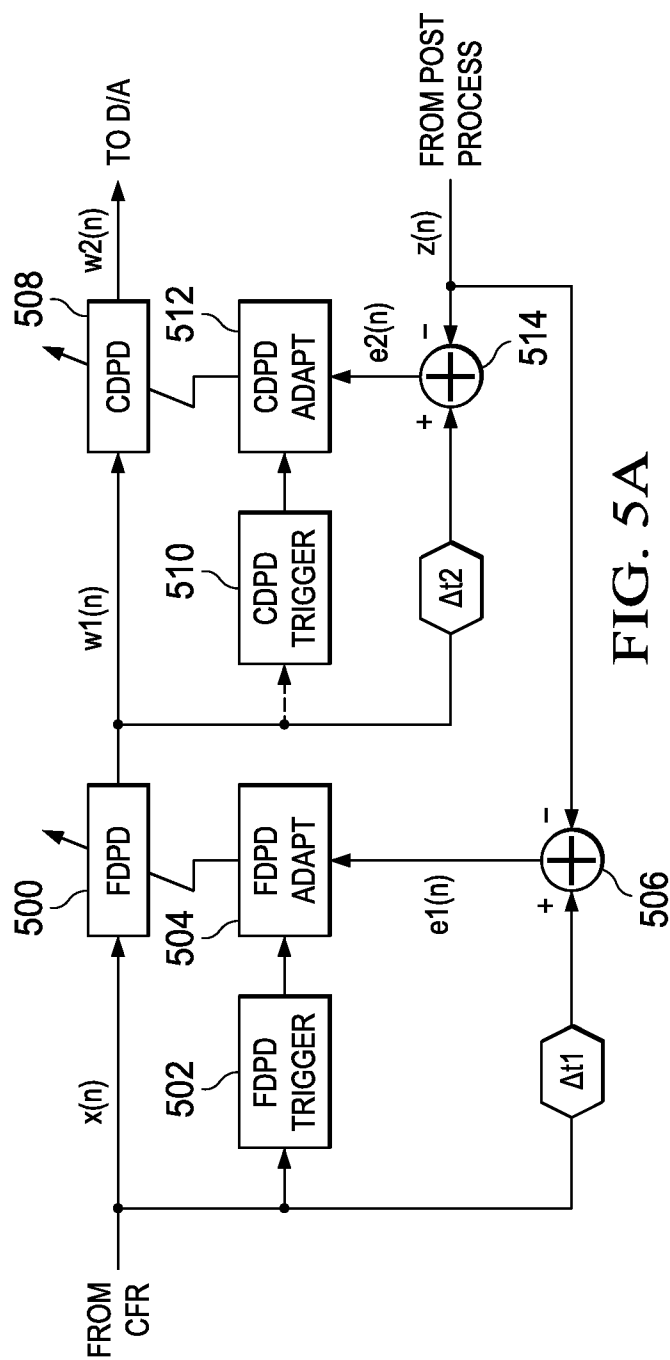 FROM
CFR
x(n)
500
FDPD
w1(n)
508
CDPD
w2(n)
TO D/A
502
FDPD
TRIGGER
504
FDPD
ADAPT
510
CDPD
TRIGGER
512
CDPD
ADAPT
e1(n)
e2(n)
Δt1
+
−
506
Δt2
+
−
514
z(n)
FROM POST
PROCESS
FIG. 5A